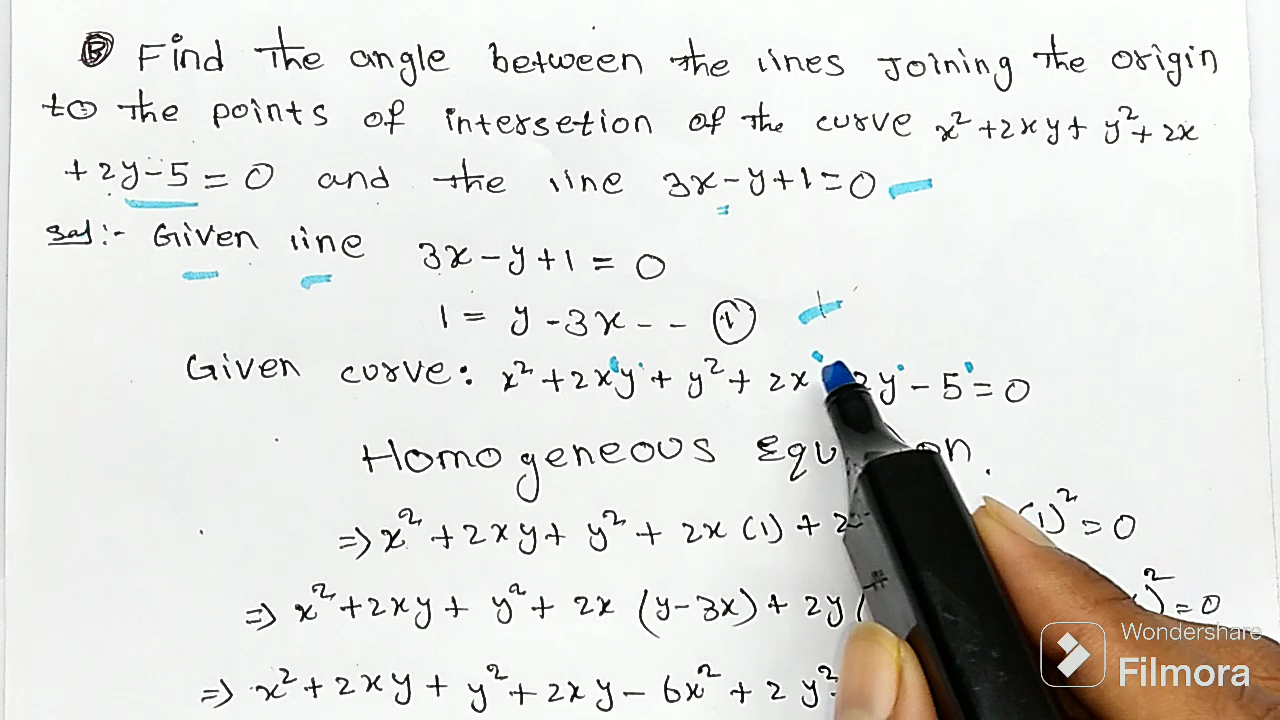 B Find the angle between the lines Joining the origin
to the points of intersetion of the curve x² + 2xy + y² + 2x
+ 2y - 5 = 0 and the line 3x - y + 1 = 0
Sol :- Given line 3x - y + 1 = 0
1 = y - 3x - - 1
Given curve: x² + 2xy + y² + 2x 2y - 5 = 0
Homogeneous
=> x² + 2xy + y² + 2x (1) + 2 (1)² = 0
=> x² + 2xy + y² + 2x (y - 3x) + 2y ( )² = 0
=> x² + 2xy + y² + 2xy - 6x² + 2y²
Wondershare
Filmora